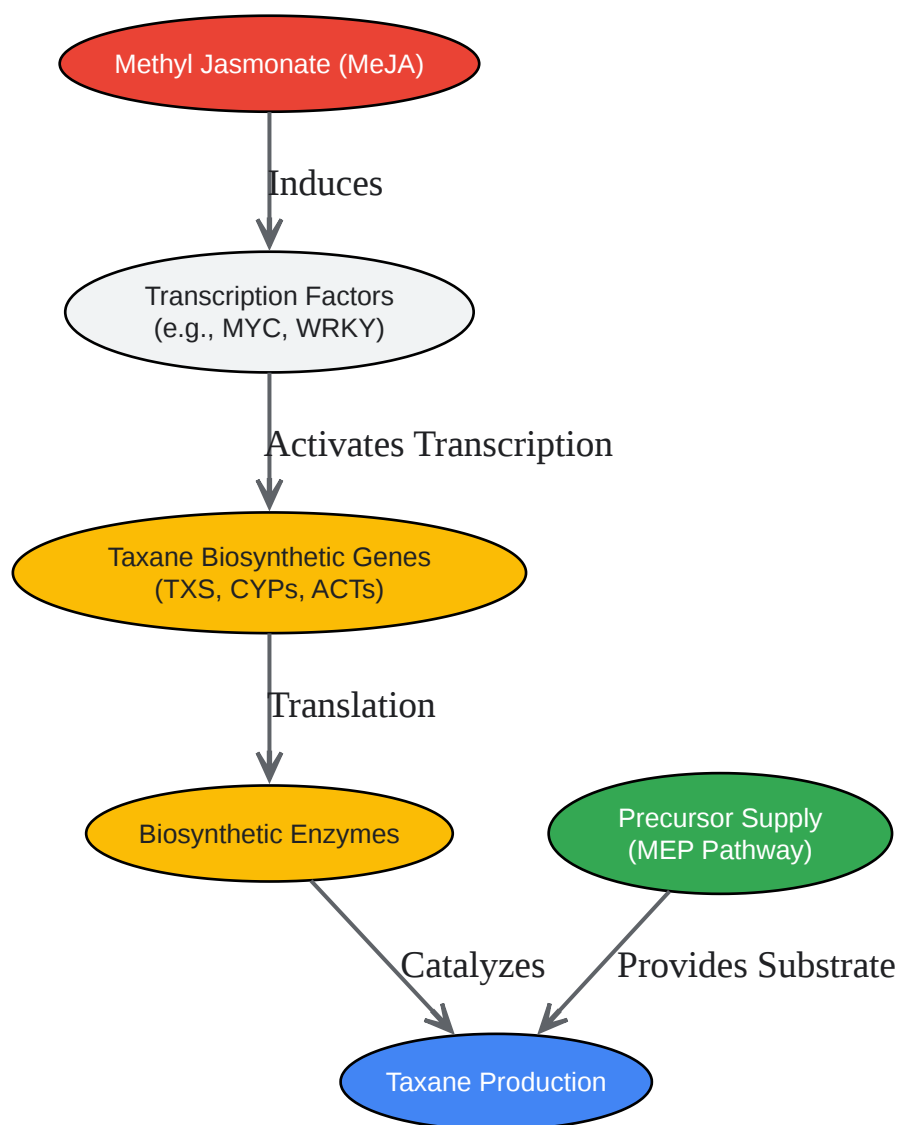 Methyl Jasmonate (MeJA)
Induces
Transcription Factors
(e.g., MYC, WRKY)
Activates Transcription
Taxane Biosynthetic Genes
(TXS, CYPs, ACTs)
Translation
Biosynthetic Enzymes
Precursor Supply
(MEP Pathway)
Catalyzes
Provides Substrate
Taxane Production